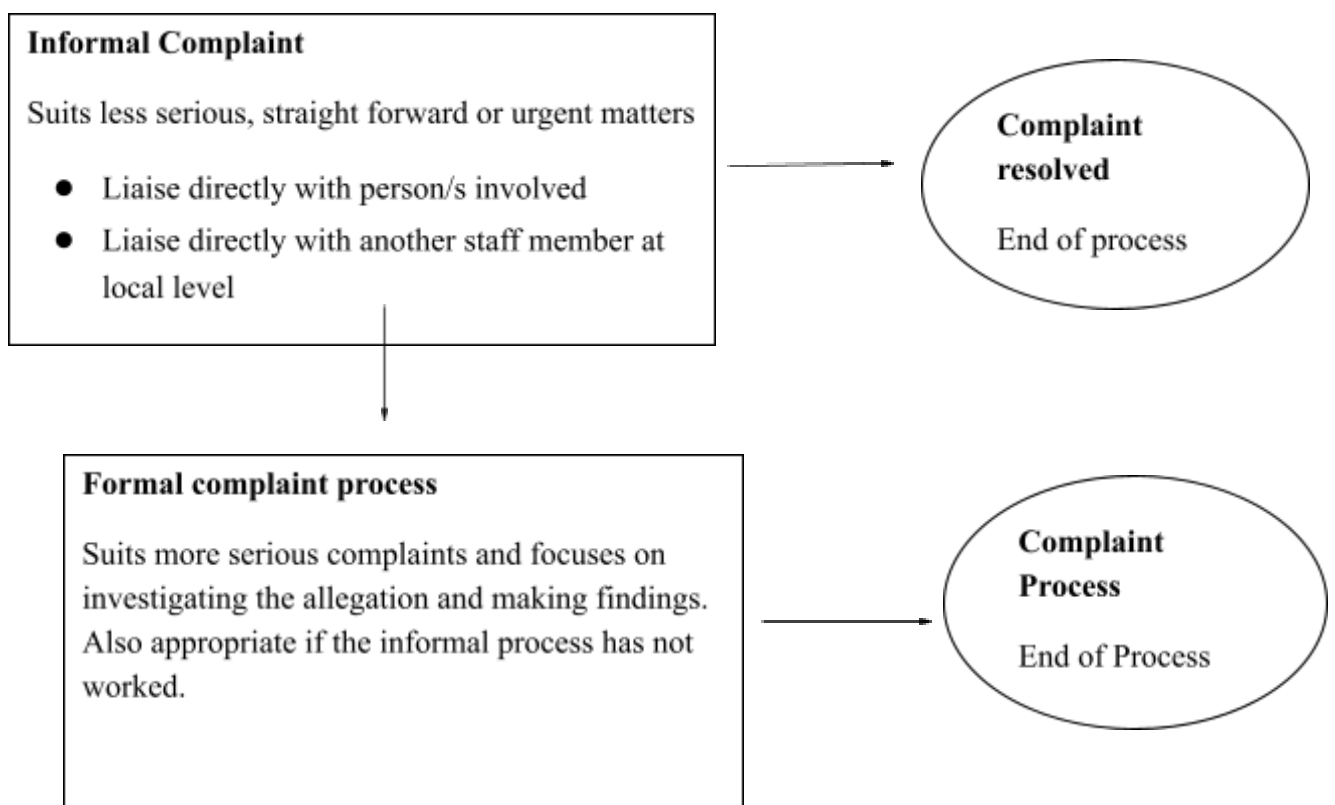 Informal Complaint
Suits less serious, straight forward or urgent matters
● Liaise directly with person/s involved
● Liaise directly with another staff member at
local level
Complaint
resolved
End of process
Formal complaint process
Suits more serious complaints and focuses on
investigating the allegation and making findings.
Also appropriate if the informal process has not
worked.
Complaint
Process
End of Process